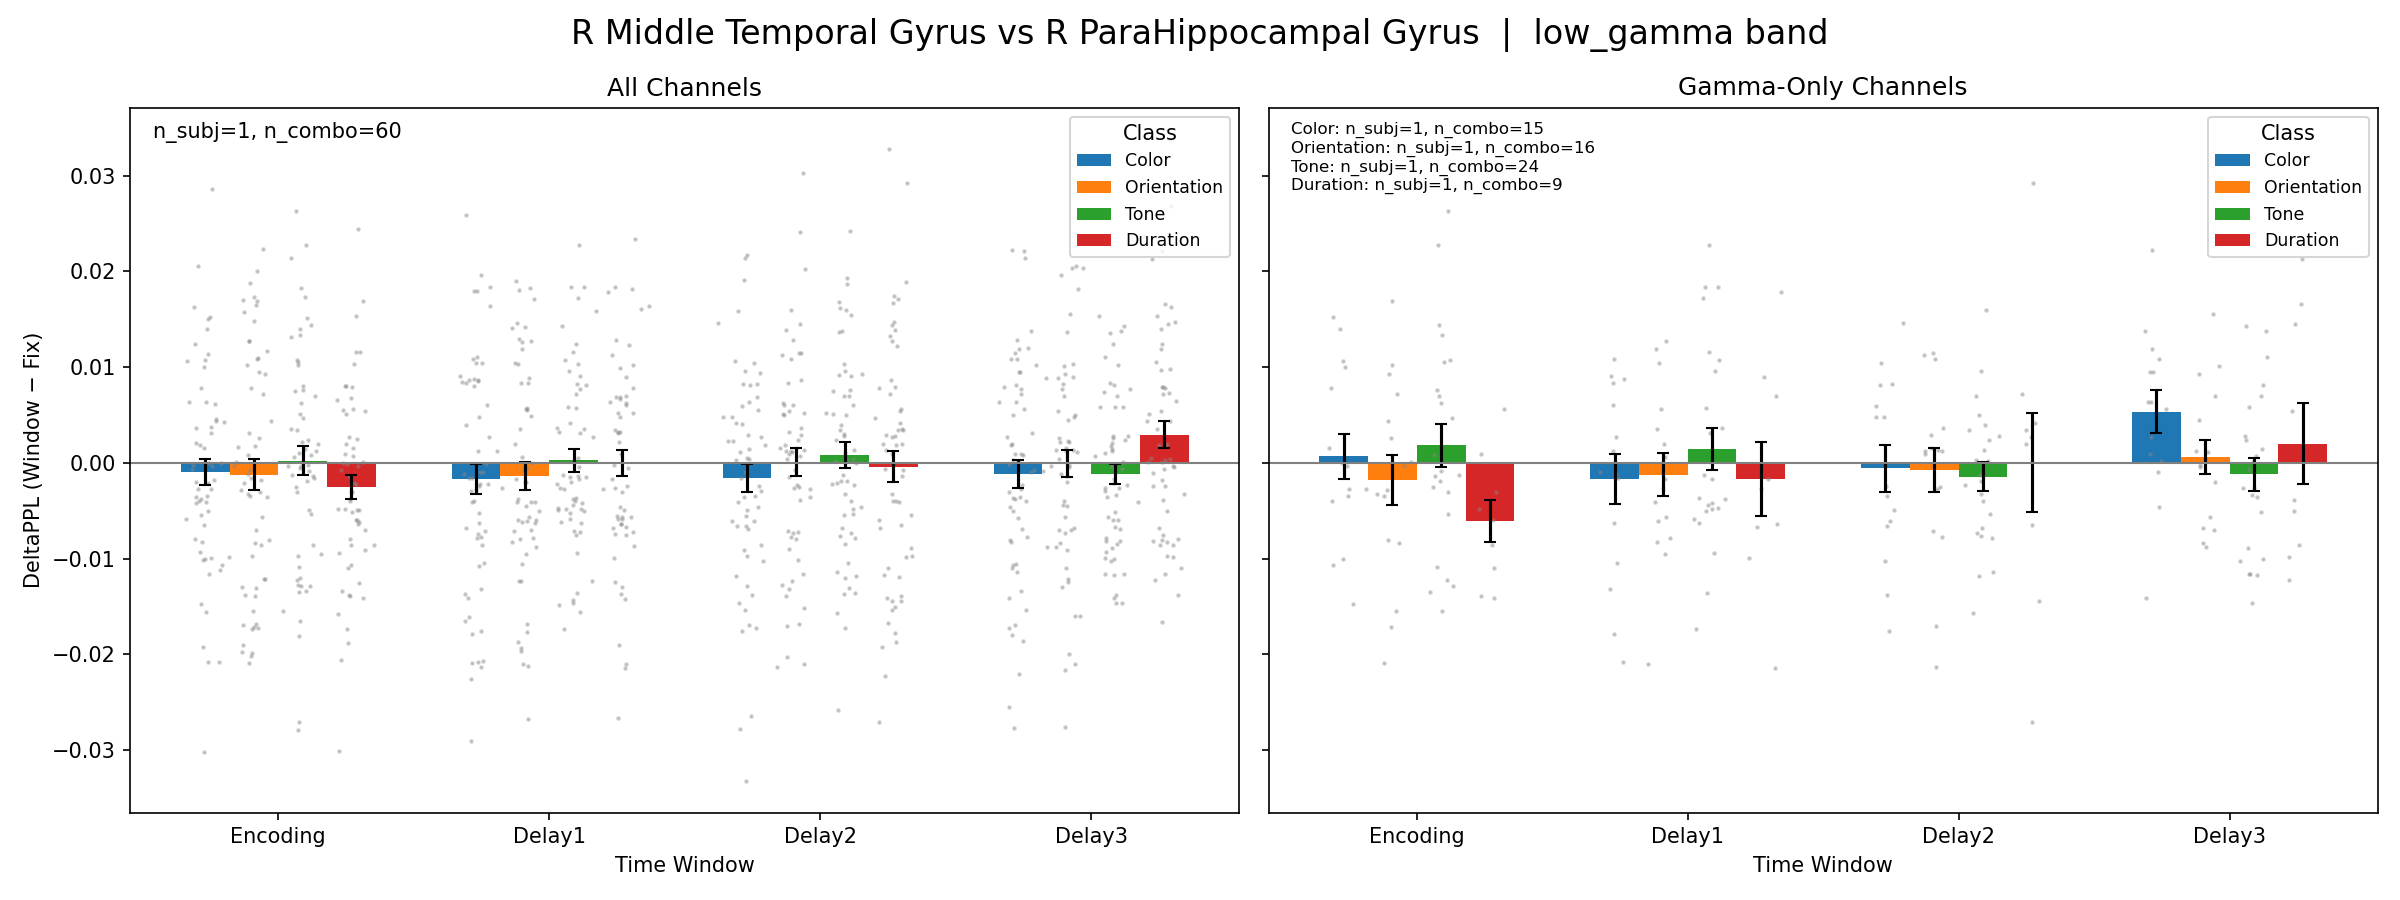 R Middle Temporal Gyrus vs R ParaHippocampal Gyrus | low_gamma band
All Channels
n_subj=1, n_combo=60
Class
Color
Orientation
Tone
Duration
DeltaPPL (Window − Fix)
0.03
0.02
0.01
0.00
−0.01
−0.02
−0.03
Encoding
Delay1
Delay2
Delay3
Time Window
Gamma-Only Channels
Color: n_subj=1, n_combo=15
Orientation: n_subj=1, n_combo=16
Tone: n_subj=1, n_combo=24
Duration: n_subj=1, n_combo=9
Class
Color
Orientation
Tone
Duration
Encoding
Delay1
Delay2
Delay3
Time Window